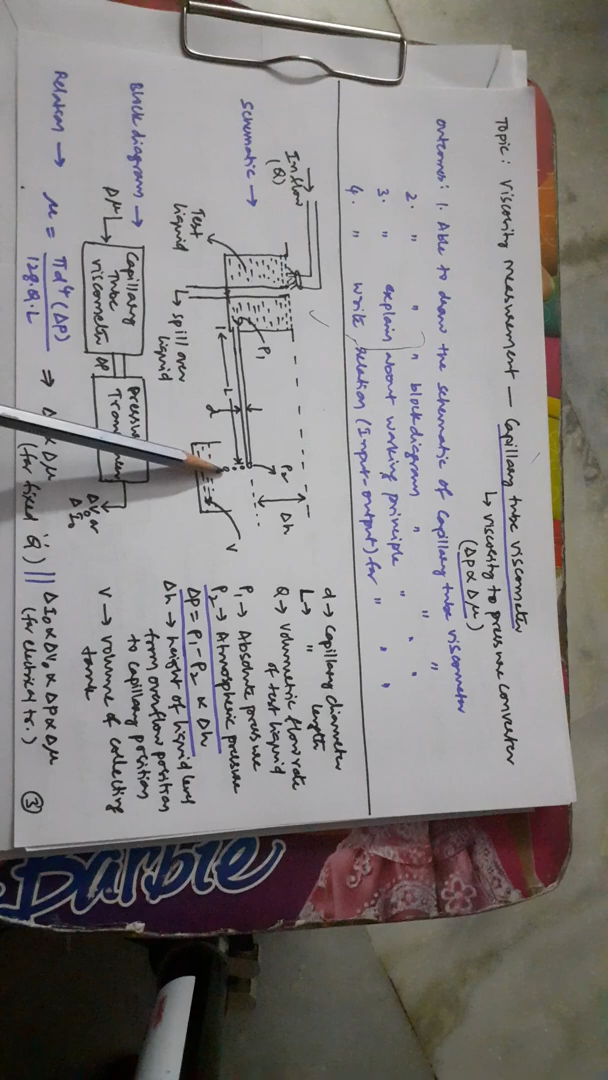 Topic: Viscosity measurement — Capillary tube viscometer
↳ viscosity to pressure converter
(Δp ∝ Δμ)
outcomes: 1. Able to draw the schematic of capillary tube viscometer
2. " " " block diagram " " "
3. " explain about working principle " " "
4. " write relation (Input-output) for " " "
Schematic →
Inflow
(Q)
Test
liquid
↳ spill over
liquid
P1
L
d
P2
Δh
V
d → capillary diameter
L → " length
Q → volumetric flow rate
of test liquid
P1 → Absolute pressure
P2 → Atmospheric pressure
Δp = P1 - P2 ∝ Δh
Δh → height of liquid level
from overflow position
to capillary position
V → volume of collecting
tank
Block diagram →
Δμ
Capillary
Tube
viscometer
ΔP
ΔV0 or
ΔI0
Relation → μ = πd⁴(ΔP) / 128.Q.L ⇒ ∝ Δμ || ΔI0 ∝ ΔV0 ∝ ΔP ∝ Δμ
(for fixed 'Q') (for electrical tr.)
3
Barbie